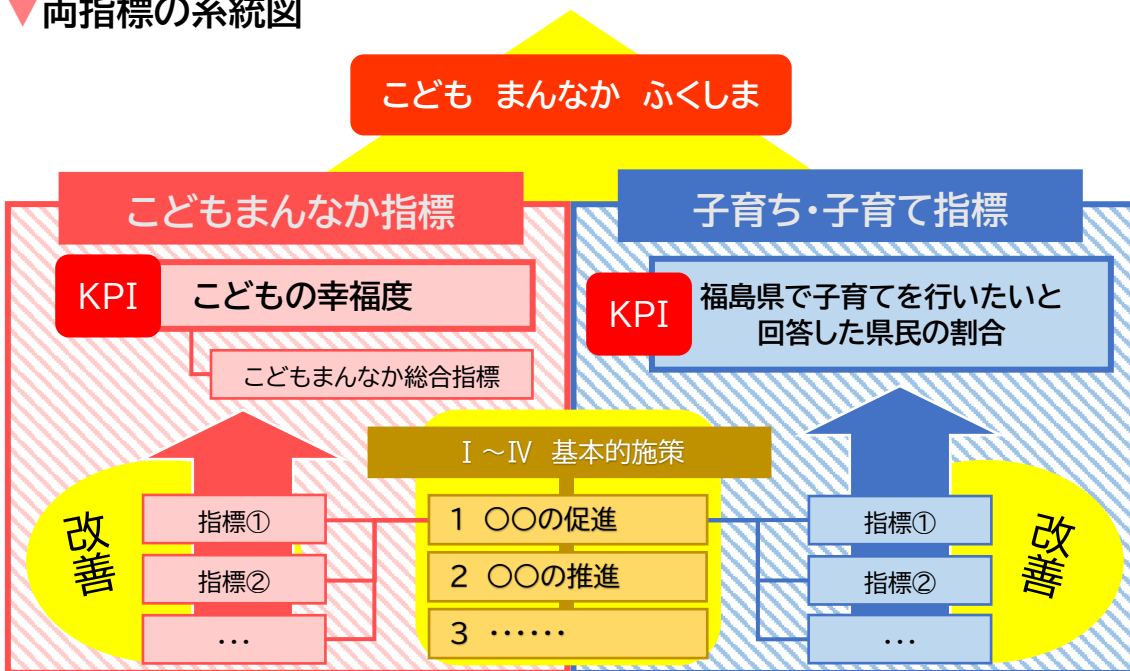 ▼両指標の系統図
こども まんなか ふくしま
こどもまんなか指標
KPI
こどもの幸福度
こどもまんなか総合指標
子育ち・子育て指標
KPI
福島県で子育てを行いたいと
回答した県民の割合
Ⅰ～Ⅳ 基本的施策
改善
指標①
指標②
…
1 〇〇の促進
2 〇〇の推進
3 ……
指標①
指標②
…
改善